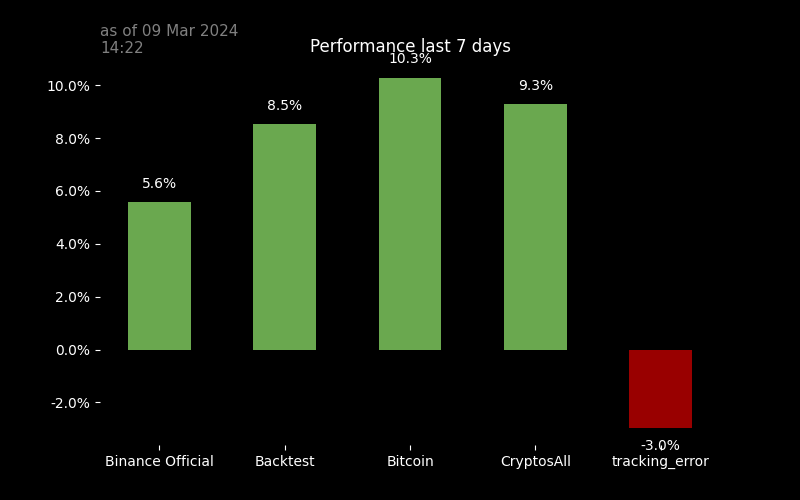 as of 09 Mar 2024
14:22
Performance last 7 days
10.3%
9.3%
8.5%
5.6%
-3.0%
10.0%
8.0%
6.0%
4.0%
2.0%
0.0%
-2.0%
Binance Official
Backtest
Bitcoin
CryptosAll
tracking_error